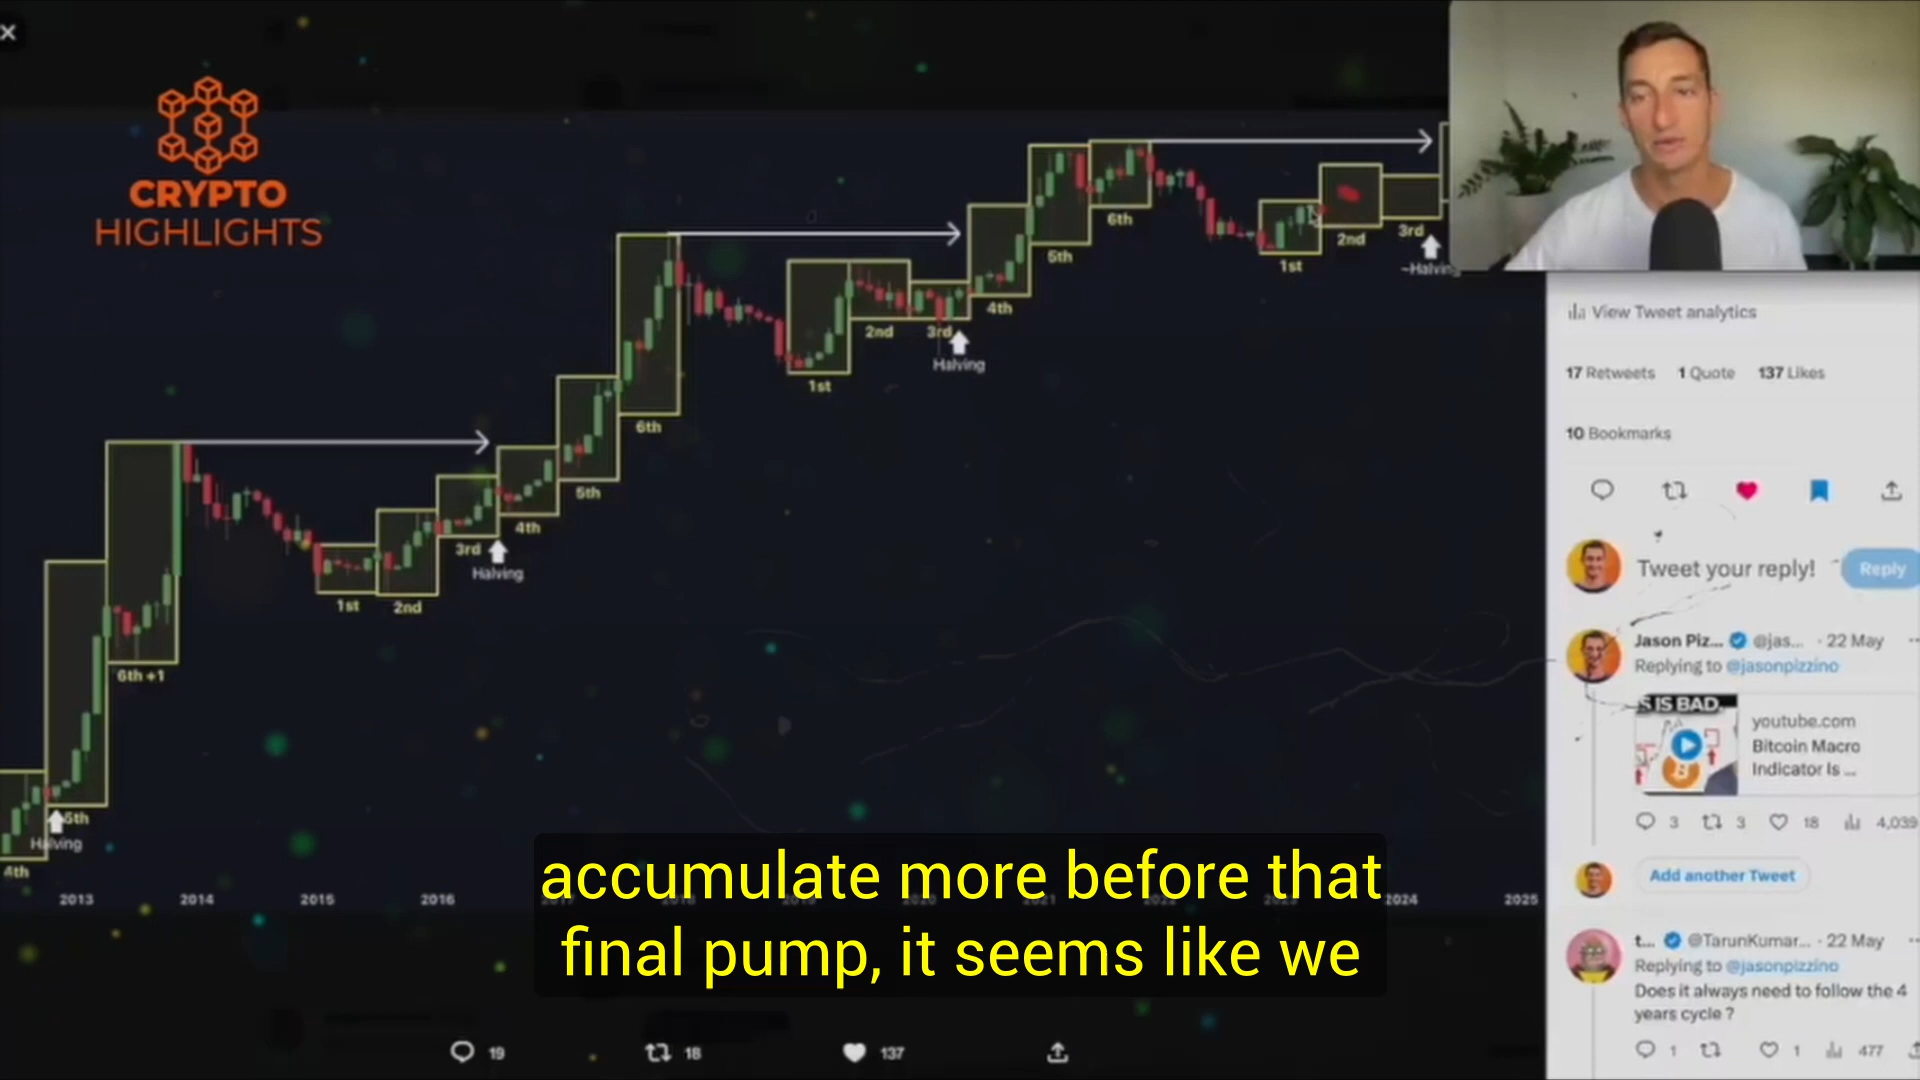 CRYPTO
HIGHLIGHTS
6th +1
5th
Halving
4th
1st
2nd
3rd
Halving
4th
5th
6th
1st
2nd
3rd
Halving
4th
5th
6th
1st
2nd
3rd
~Halving
2013
2014
2015
2016
2024
2025
accumulate more before that
final pump, it seems like we
19
18
137
View Tweet analytics
17 Retweets 1 Quote 137 Likes
10 Bookmarks
Tweet your reply!
Reply
Jason Piz... @jas... · 22 May
Replying to @jasonpizzino
S IS BAD.
youtube.com
Bitcoin Macro
Indicator Is ...
3 3 18 4,039
Add another Tweet
t... @TarunKumar... · 22 May
Replying to @jasonpizzino
Does it always need to follow the 4
years cycle ?
1 1 477